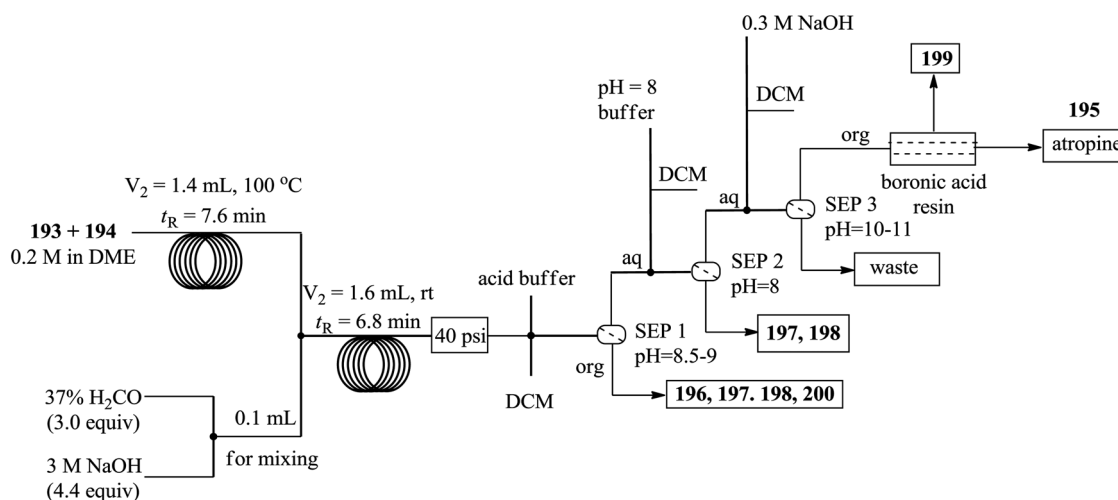 0.3 M NaOH
199
pH = 8
buffer
DCM
195
org
atropine
boronic acid
resin
V₂ = 1.4 mL, 100 ºC
t_R = 7.6 min
DCM
aq
SEP 3
pH=10-11
193 + 194
0.2 M in DME
aq
SEP 2
pH=8
waste
acid buffer
V₂ = 1.6 mL, rt
t_R = 6.8 min
40 psi
SEP 1
pH=8.5-9
197, 198
org
DCM
196, 197. 198, 200
37% H₂CO
(3.0 equiv)
0.1 mL
for mixing
3 M NaOH
(4.4 equiv)